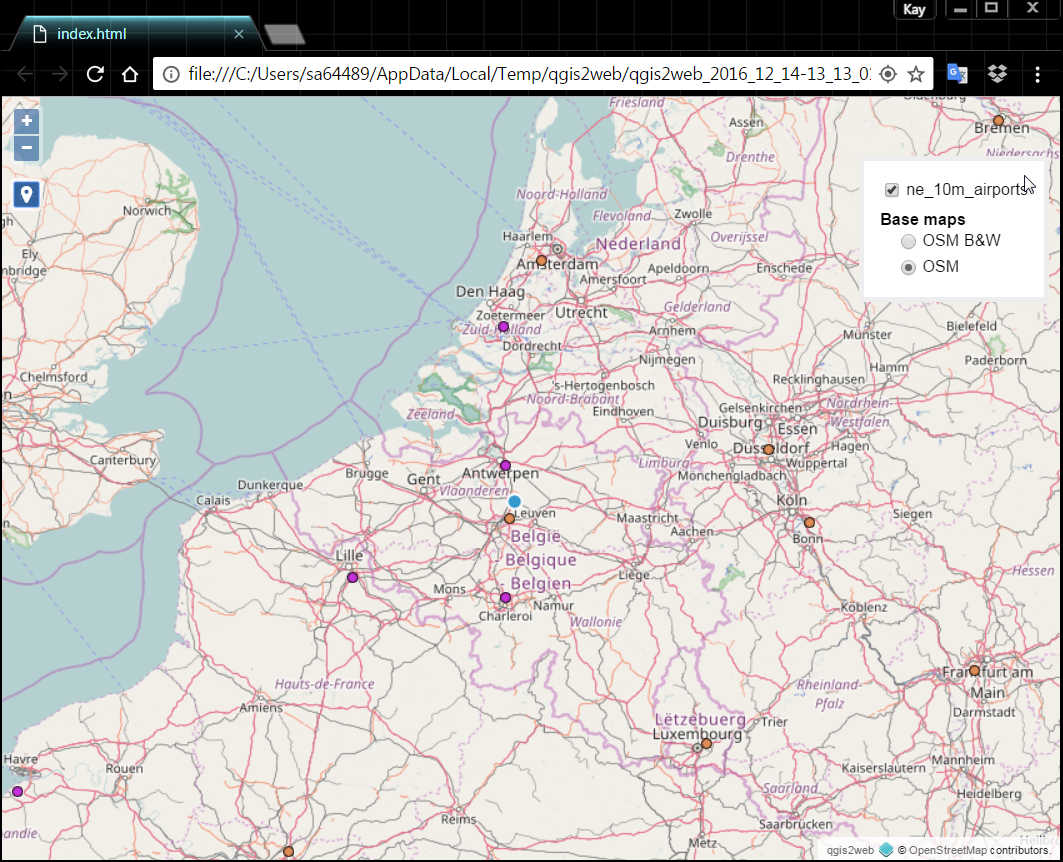 Kay
index.html
file:///C:/Users/sa64489/AppData/Local/Temp/qgis2web/qgis2web_2016_12_14-13_13_01
+
−
ne_10m_airports
Base maps
OSM B&W
OSM
Friesland
Oldenburg
Assen
Bremen
Drenthe
Niedersachs
Noord-Holland
Norwich
Flevoland
Zwolle
Haarlem
Nederland
Overijssel
Ely
Amsterdam
Apeldoorn
Enschede
Amersfoort
Den Haag
Zoetermeer
Utrecht
Gelderland
Zuid-Holland
Arnhem
Münster
Bielefeld
Dordrecht
Nijmegen
Paderborn
Hamm
Chelmsford
's-Hertogenbosch
Recklinghausen
Noord-Brabant
Nordrhein-
Westfalen
Zeeland
Eindhoven
Gelsenkirchen
Duisburg
Essen
Venlo
Hagen
Düsseldorf
Canterbury
Limburg
Wuppertal
Brugge
Gent
Antwerpen
Mönchengladbach
Dunkerque
Vlaanderen
Calais
Köln
Leuven
Maastricht
Siegen
Aachen
België
- Belgique
- Belgien
Bonn
Lille
Liège
Hessen
Mons
Namur
Charleroi
Wallonie
Koblenz
Frankfurt am
Main
Hauts-de-France
Rheinland-
Pfalz
Amiens
Darmstadt
Lëtzebuerg
Luxembourg
Trier
Havre
Rouen
Kaiserslautern
Mannheim
Saarland
Heidelberg
Reims
Saarbrücken
Metz
qgis2web © OpenStreetMap contributors.